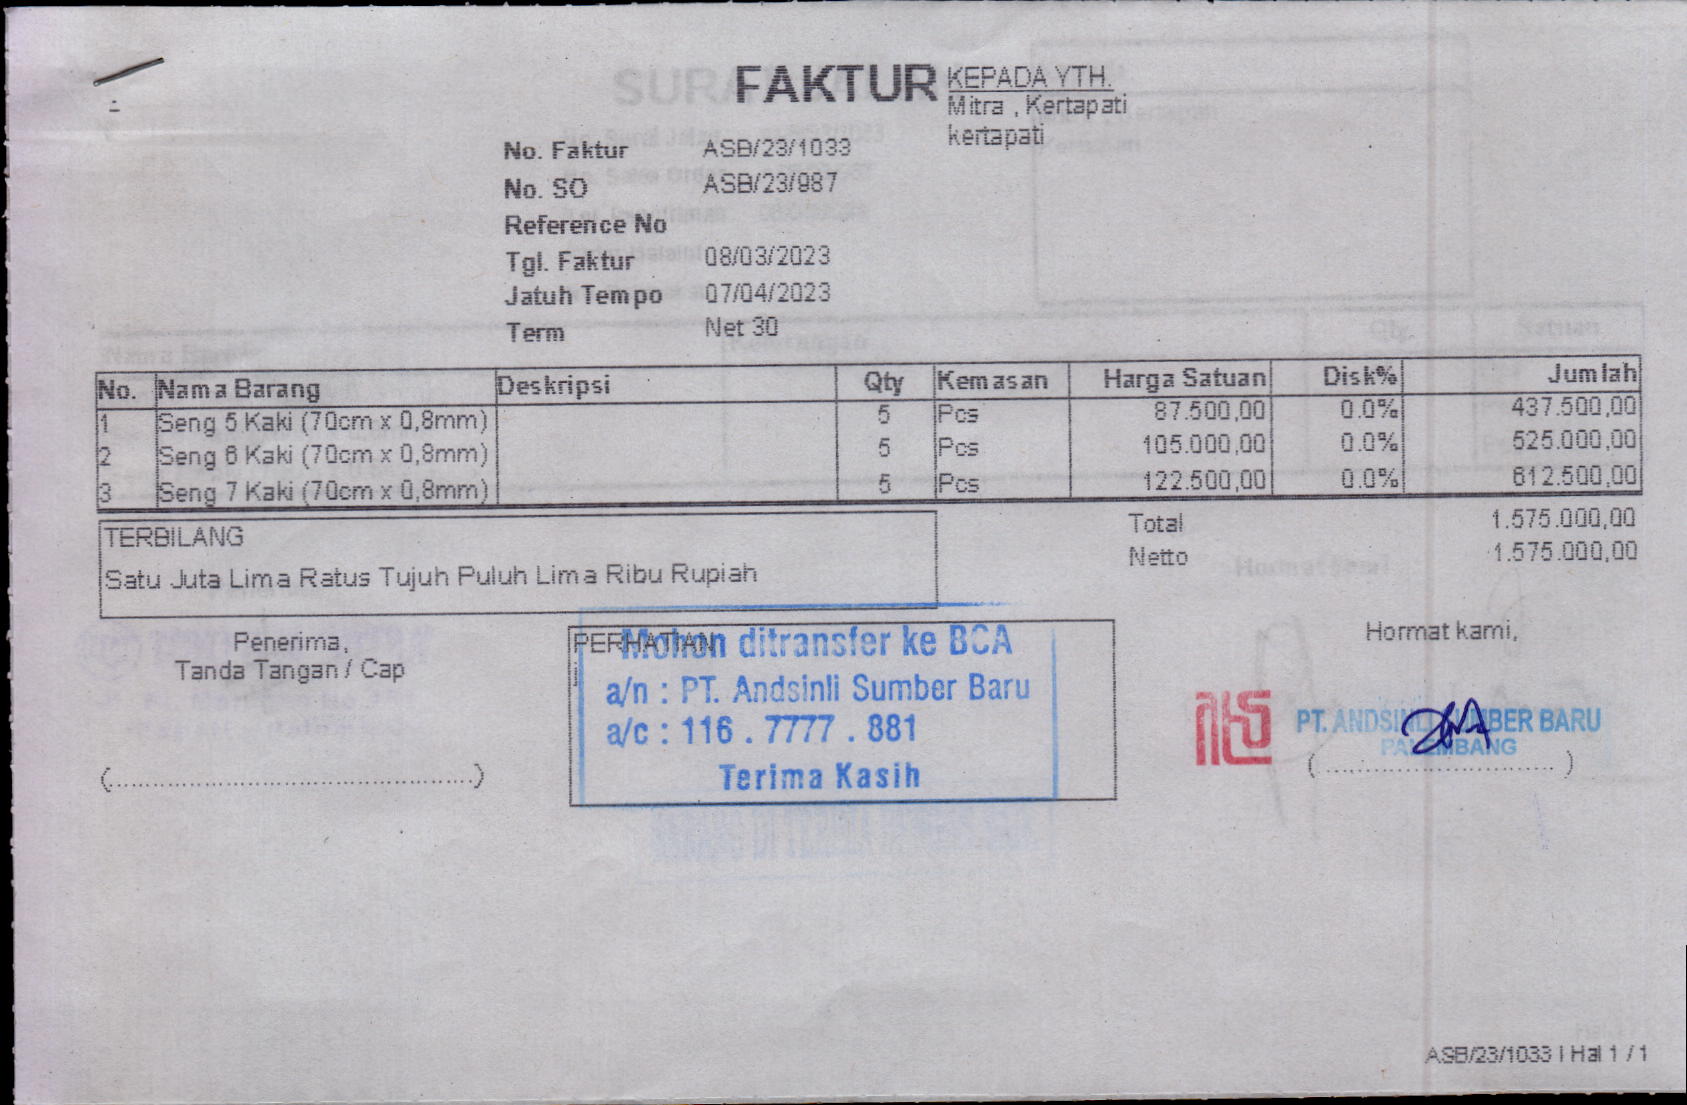 FAKTUR
KEPADA YTH.
Mitra , Kertapati
kertapati
No. Faktur ASB/23/1033
No. SO ASB/23/987
Reference No
Tgl. Faktur 08/03/2023
Jatuh Tempo 07/04/2023
Term Net 30
No. Nama Barang Deskripsi Qty Kemasan Harga Satuan Disk% Jumlah
1 Seng 5 Kaki (70cm x 0,8mm) 5 Pcs 87.500,00 0.0% 437.500,00
2 Seng 6 Kaki (70cm x 0,8mm) 5 Pcs 105.000,00 0.0% 525.000,00
3 Seng 7 Kaki (70cm x 0,8mm) 5 Pcs 122.500,00 0.0% 612.500,00
Total 1.575.000,00
Netto 1.575.000,00
TERBILANG
Satu Juta Lima Ratus Tujuh Puluh Lima Ribu Rupiah
Penerima,
Tanda Tangan / Cap
(......................................................)
PERHATIAN
Mohon ditransfer ke BCA
a/n : PT. Andsinli Sumber Baru
a/c : 116 . 7777 . 881
Terima Kasih
Hormat kami,
PT. ANDSINLI SUMBER BARU
PALEMBANG
(.................................)
ASB/23/1033 | Hal 1 / 1